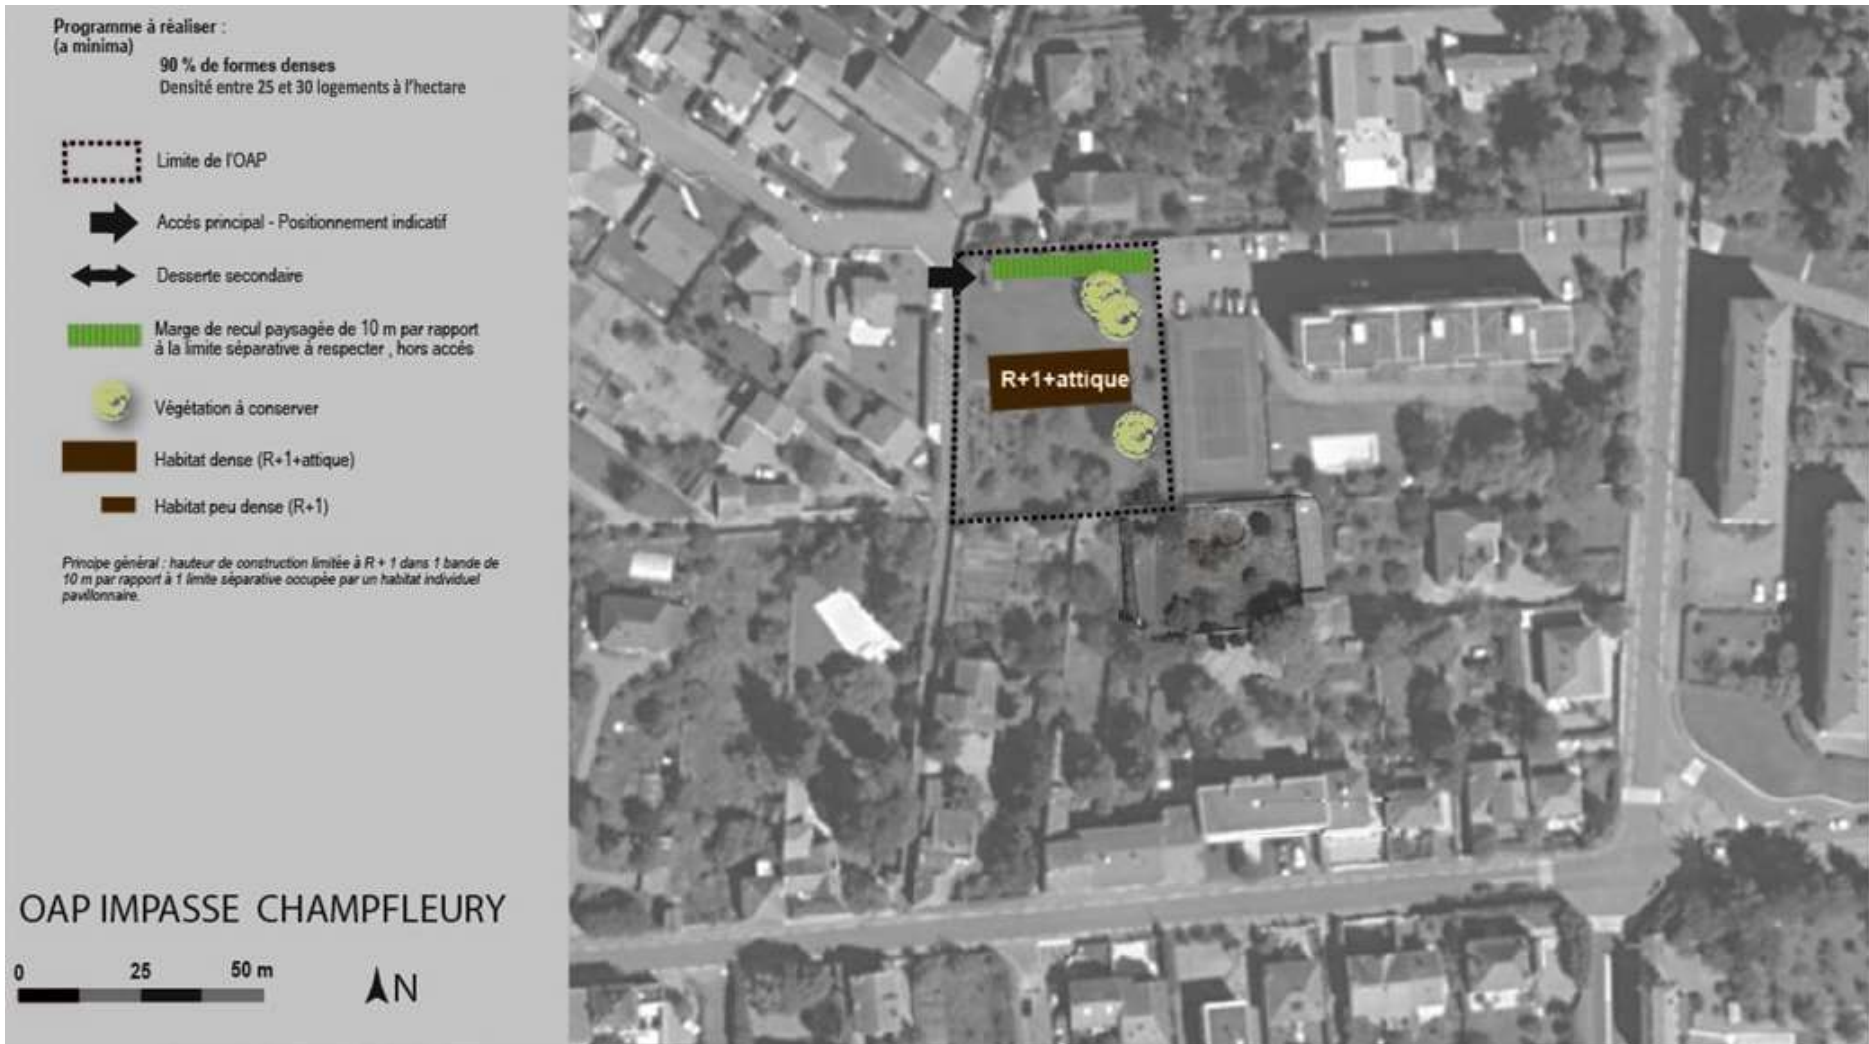 Programme à réaliser :
(a minima)
90 % de formes denses
Densité entre 25 et 30 logements à l'hectare
Limite de l'OAP
Accés principal - Positionnement indicatif
Desserte secondaire
Marge de recul paysagée de 10 m par rapport
à la limite séparative à respecter , hors accés
Végétation à conserver
Habitat dense (R+1+attique)
Habitat peu dense (R+1)
Principe général : hauteur de construction limitée à R + 1 dans 1 bande de
10 m par rapport à 1 limite séparative occupée par un habitat individuel
pavillonnaire.
R+1+attique
OAP IMPASSE CHAMPFLEURY
0 25 50 m
N